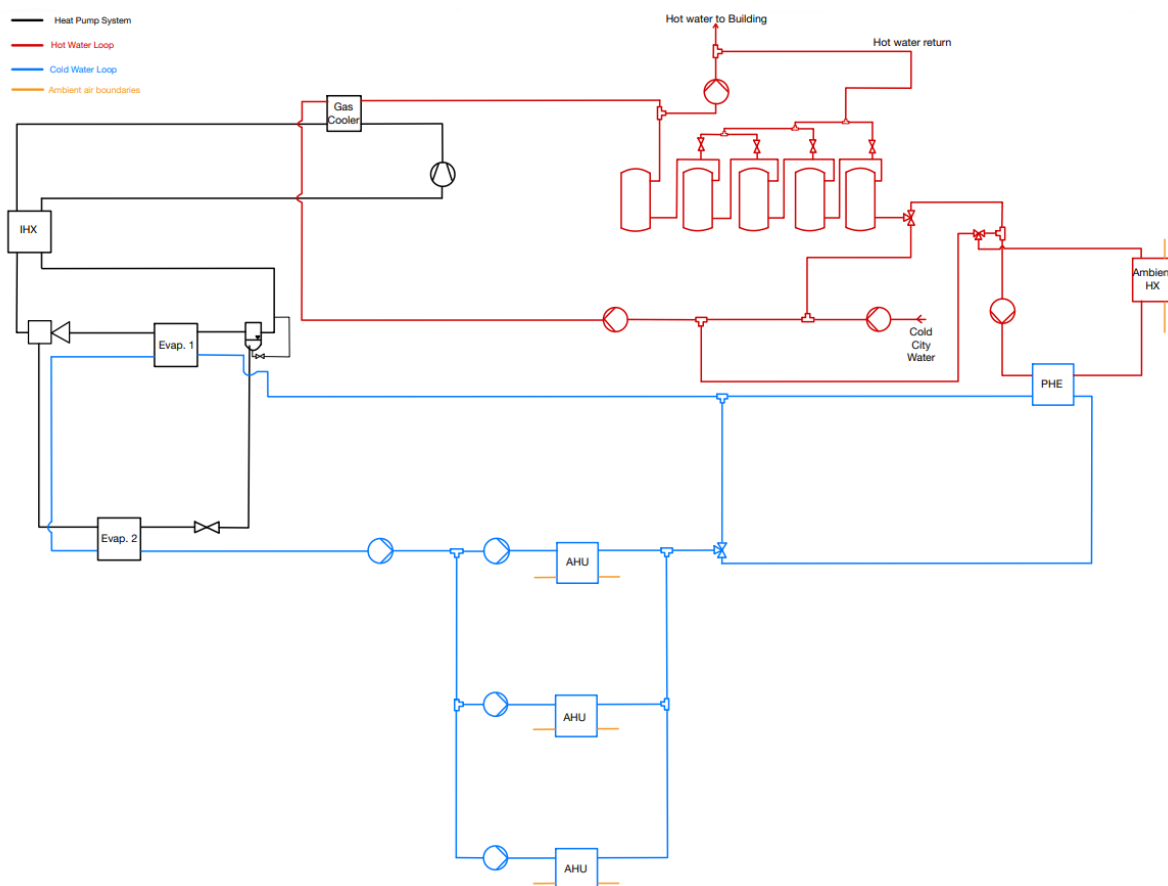 Heat Pump System
Hot Water Loop
Cold Water Loop
Ambient air boundaries
Hot water to Building
Hot water return
Gas
Cooler
IHX
Ambien
HX
Cold
City
Water
Evap. 1
PHE
Evap. 2
AHU
AHU
AHU